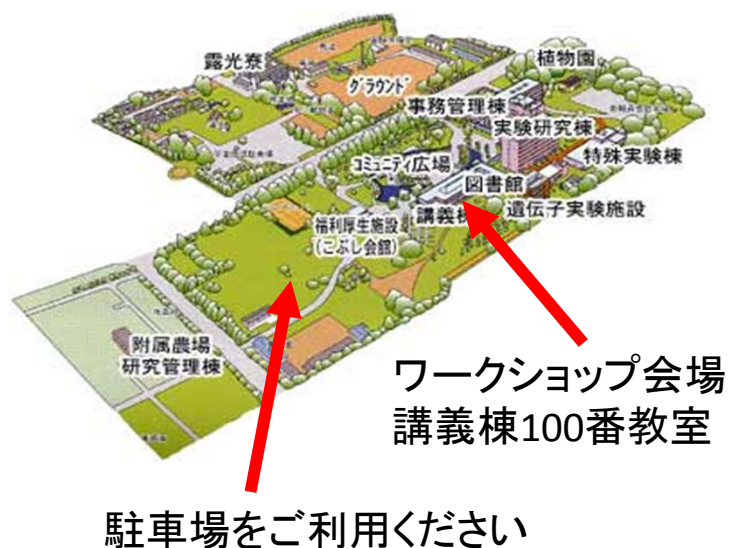 露光寮
グラウンド
植物園
事務管理棟
実験研究棟
特殊実験棟
コミュニティ広場
図書館
講義棟
遺伝子実験施設
福利厚生施設
(こぶし会館)
附属農場
研究管理棟
ワークショップ会場
講義棟100番教室
駐車場をご利用ください